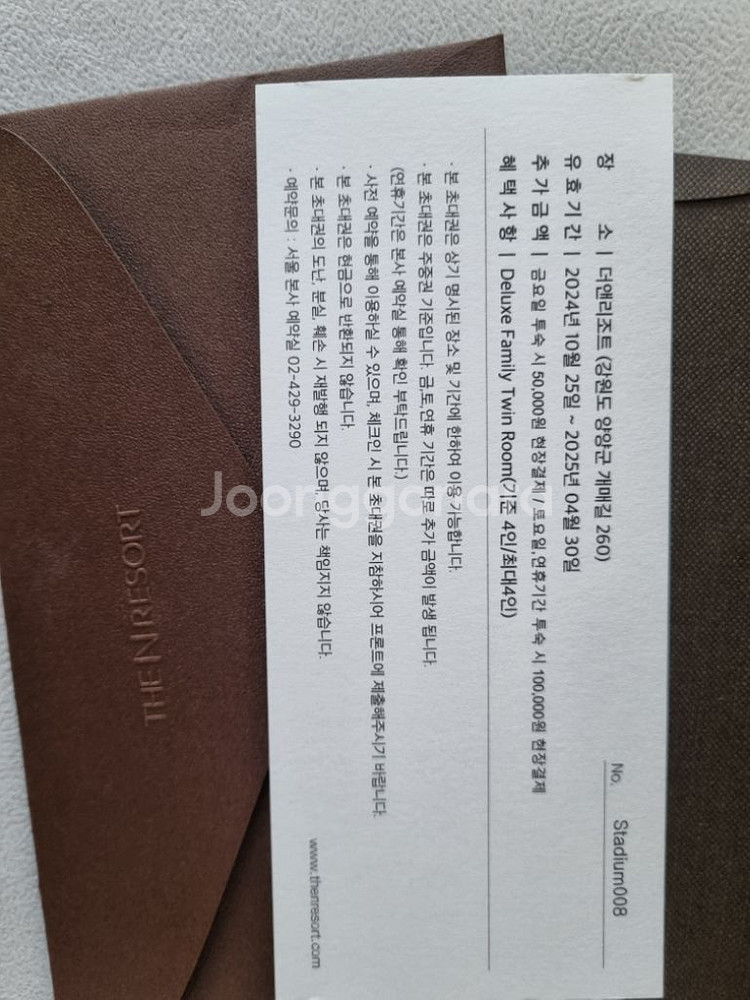 No. Stadium008
장 소 | 더앤리조트 (강원도 양양군 개매길 260)
유 효 기 간 | 2024년 10월 25일 ~ 2025년 04월 30일
추 가 금 액 | 금요일 투숙 시 50,000원 현장결제 / 토요일,연휴기간 투숙 시 100,000원 현장결제
혜 택 사 항 | Deluxe Family Twin Room(기준 4인/최대4인)
· 본 초대권은 상기 명시된 장소 및 기간에 한하여 이용 가능합니다.
· 본 초대권은 주중권 기준입니다. 금,토,연휴 기간은 따로 추가 금액이 발생 됩니다.
(연휴기간은 본사 예약실 통해 확인 부탁드립니다.)
· 사전 예약을 통해 이용하실 수 있으며, 체크인 시 본 초대권을 지참하시어 프론트에 제출해주시기 바랍니다.
· 본 초대권은 현금으로 반환되지 않습니다.
· 본 초대권의 도난, 분실, 훼손 시 재발행 되지 않으며, 당사는 책임지지 않습니다.
· 예약문의 : 서울 본사 예약실 02-429-3290
www.thenresort.com
THE N RESORT
Joonggonara